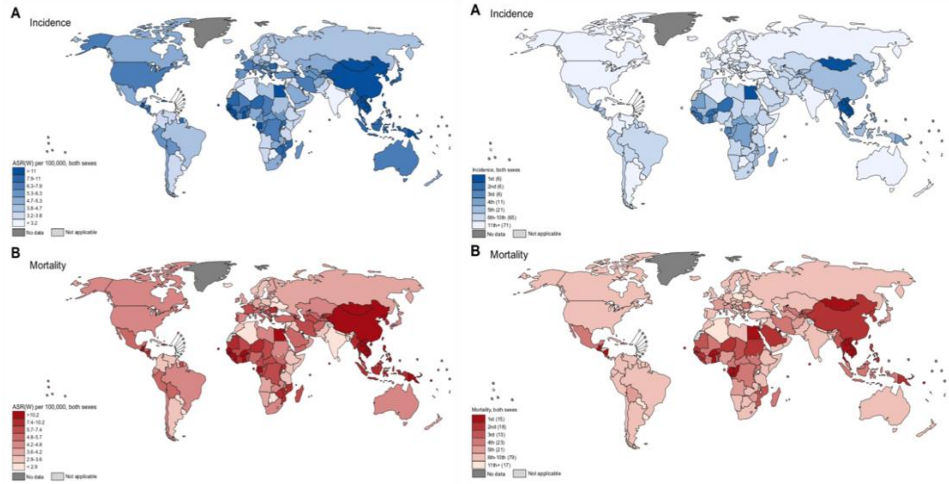 A
Incidence
ASR(W) per 100,000, both sexes
> 11
7.9-11
6.3-7.9
5.3-6.3
4.7-5.3
3.8-4.7
3.2-3.8
< 3.2
No data
Not applicable
B
Mortality
ASR(W) per 100,000, both sexes
>10.2
7.4-10.2
5.7-7.4
4.8-5.7
4.2-4.8
3.6-4.2
2.9-3.6
< 2.9
No data
Not applicable
A
Incidence
Incidence, both sexes
1st (6)
2nd (6)
3rd (6)
4th (11)
5th (21)
6th-10th (65)
11th+ (71)
No data
Not applicable
B
Mortality
Mortality, both sexes
1st (15)
2nd (18)
3rd (13)
4th (23)
5th (21)
6th-10th (79)
11th+ (17)
No data
Not applicable